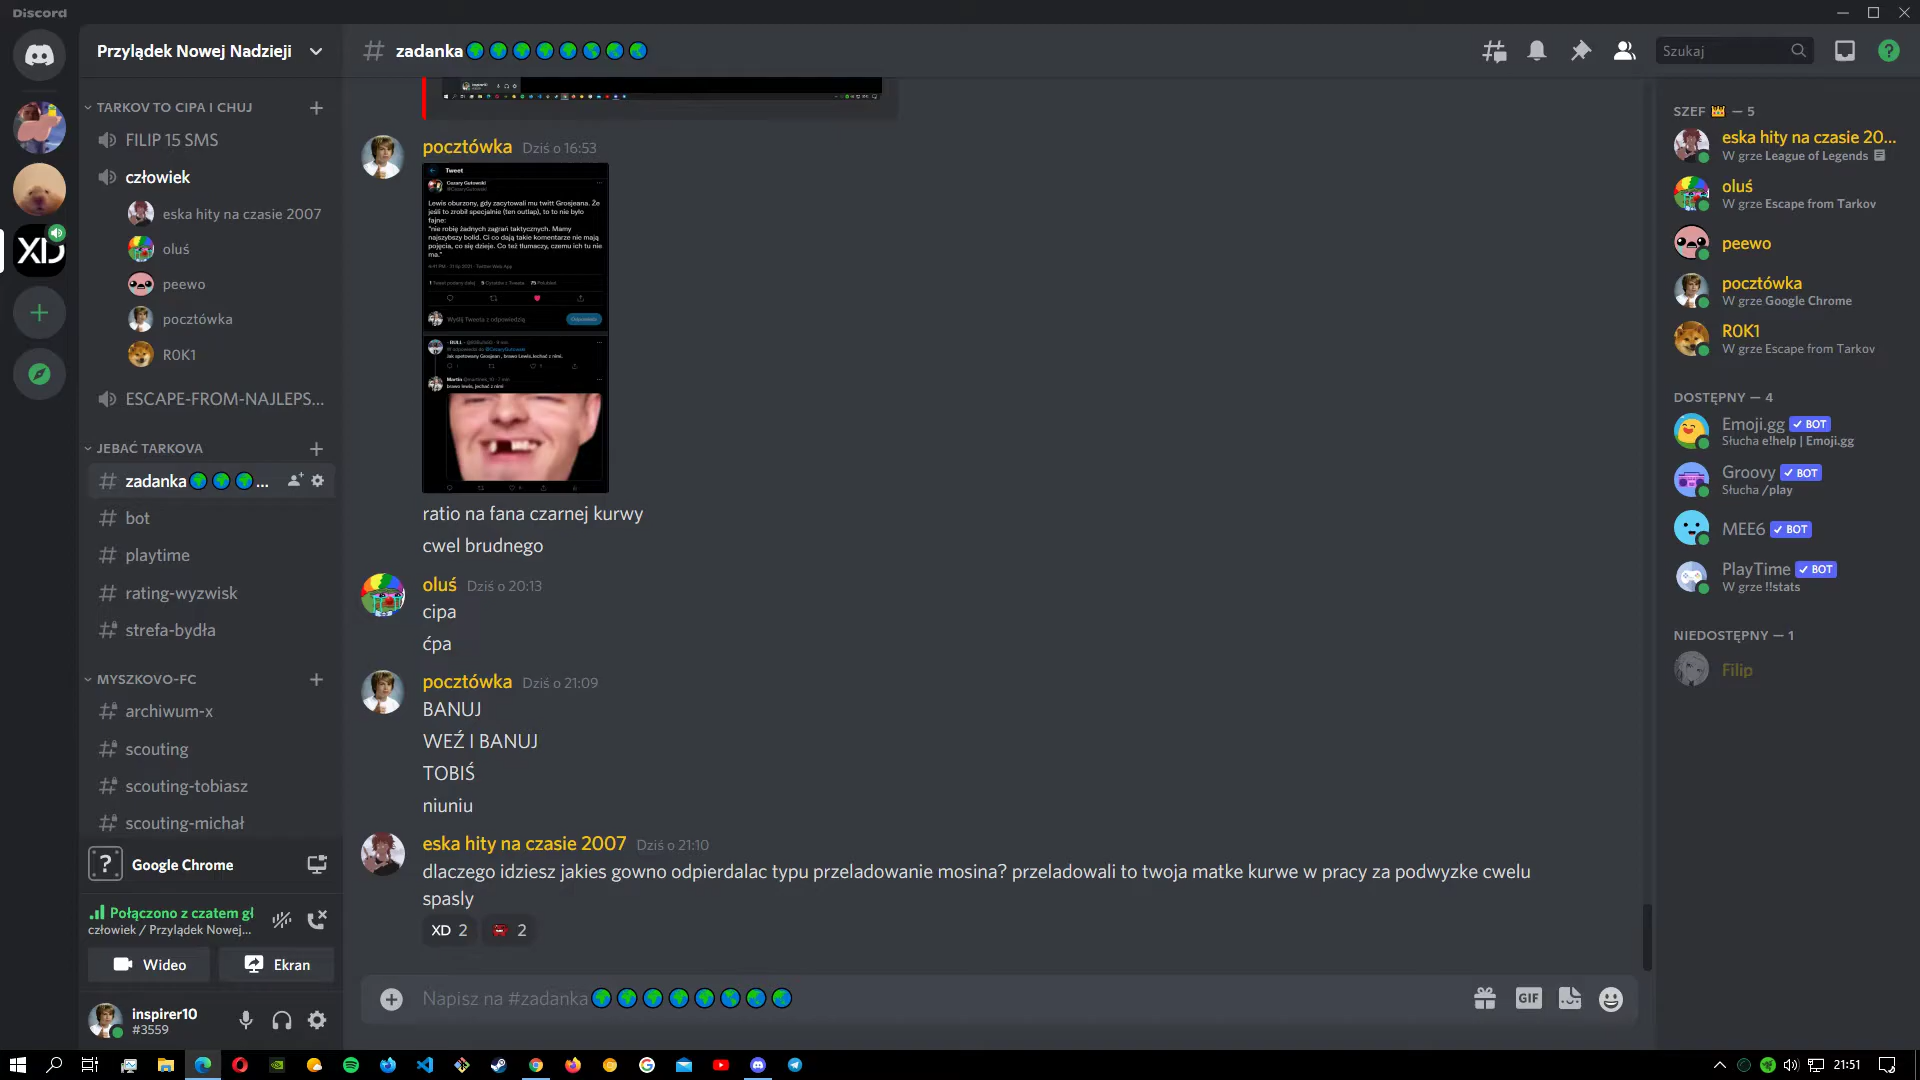 Discord
Przylądek Nowej Nadzieji
zadanka
Szukaj
TARKOV TO CIPA I CHUJ
FILIP 15 SMS
człowiek
eska hity na czasie 2007
oluś
peewo
pocztówka
R0K1
ESCAPE-FROM-NAJLEPS...
JEBAĆ TARKOVA
zadanka...
bot
playtime
rating-wyzwisk
strefa-bydła
MYSZKOVO-FC
archiwum-x
scouting
scouting-tobiasz
scouting-michał
Google Chrome
Połączono z czatem gł
człowiek / Przylądek Nowej...
Wideo
Ekran
inspirer10
#3559
pocztówka Dziś o 16:53
Tweet
Cezary Gutowski
@CezaryGutowski
Lewis oburzony, gdy zacytowali mu twitt Grosjeana. Że
jeśli to zrobił specjalnie (ten outlap), to to nie było
fajne:
"nie robię żadnych zagrań taktycznych. Mamy
najszybszy bolid. Ci co dają takie komentarze nie mają
pojęcia, co się dzieje. Co też tłumaczy, czemu ich tu nie
ma."
Wyślij Tweeta z odpowiedzią
Odpowiedz
Jak spotowany Grosjean , brawo Lewis.Jechać z nimi.
brawo lewis, jechać z nimi
ratio na fana czarnej kurwy
cwel brudnego
oluś Dziś o 20:13
cipa
ćpa
pocztówka Dziś o 21:09
BANUJ
WEŹ I BANUJ
TOBIŚ
niuniu
eska hity na czasie 2007 Dziś o 21:10
dlaczego idziesz jakies gowno odpierdalac typu przeladowanie mosina? przeladowali to twoja matke kurwe w pracy za podwyzke cwelu
spasly
XD 2 2
Napisz na #zadanka
GIF
SZEF — 5
eska hity na czasie 20...
W grze League of Legends
oluś
W grze Escape from Tarkov
peewo
pocztówka
W grze Google Chrome
R0K1
W grze Escape from Tarkov
DOSTĘPNY — 4
Emoji.gg BOT
Słucha e!help | Emoji.gg
Groovy BOT
Słucha /play
MEE6 BOT
PlayTime BOT
W grze !!stats
NIEDOSTĘPNY — 1
Filip
21:51